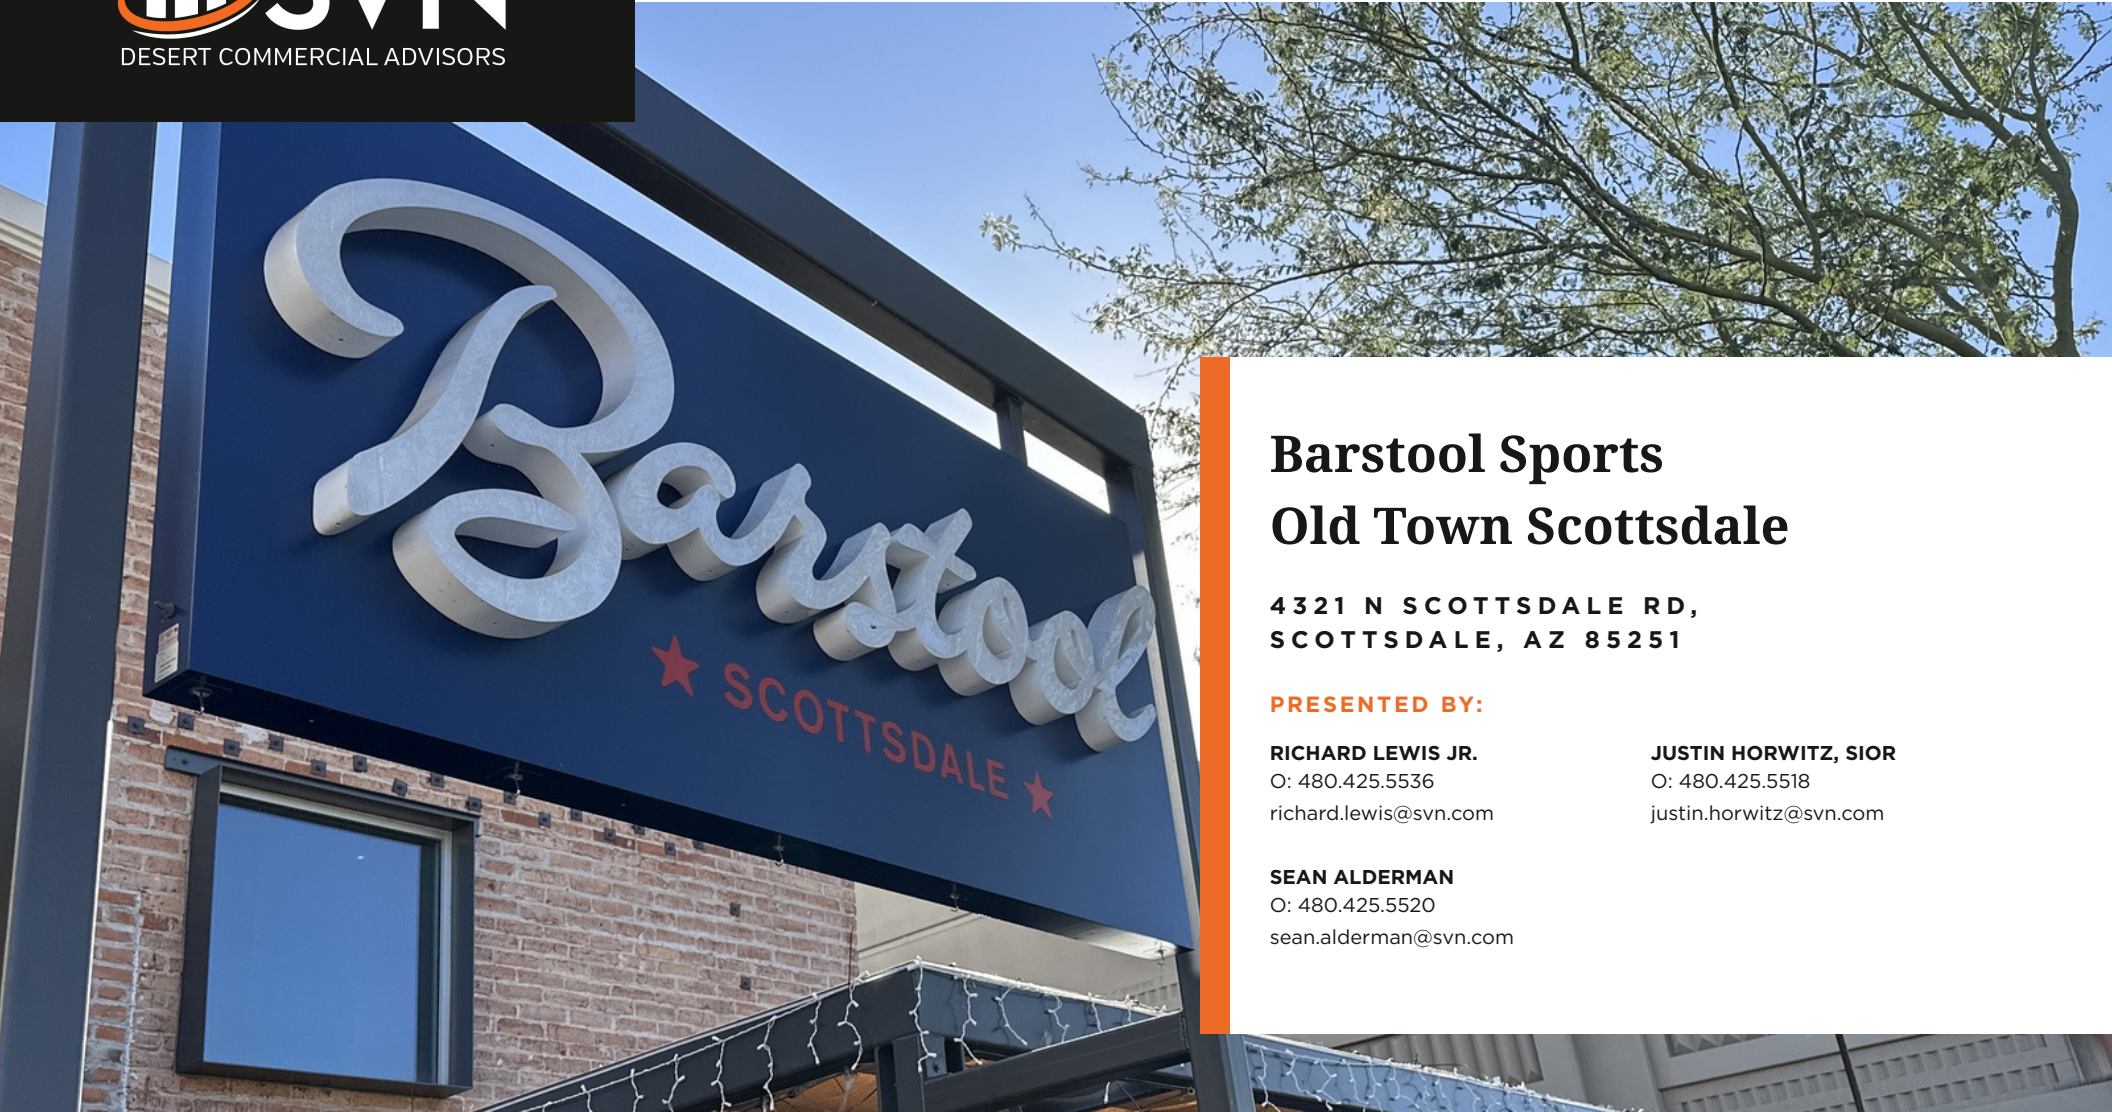 SVN
DESERT COMMERCIAL ADVISORS
Barstool
★ SCOTTSDALE ★
Barstool Sports
Old Town Scottsdale
4321 N SCOTTSDALE RD,
SCOTTSDALE, AZ 85251
PRESENTED BY:
RICHARD LEWIS JR.
O: 480.425.5536
richard.lewis@svn.com
JUSTIN HORWITZ, SIOR
O: 480.425.5518
justin.horwitz@svn.com
SEAN ALDERMAN
O: 480.425.5520
sean.alderman@svn.com